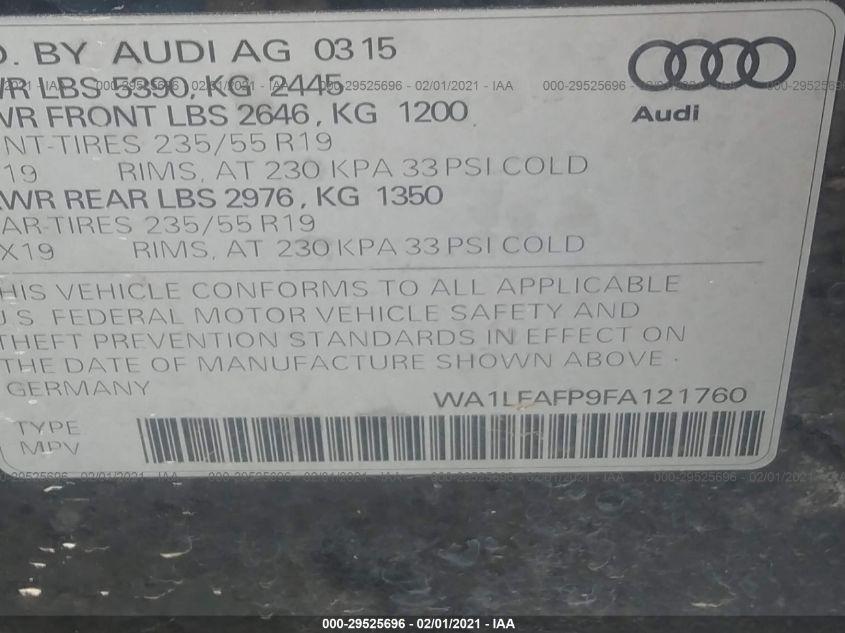 D. BY AUDI AG 0315
WR LBS 5390, KG 2445
WR FRONT LBS 2646, KG 1200
NT-TIRES 235/55 R19
19 RIMS, AT 230 KPA 33 PSI COLD
WR REAR LBS 2976, KG 1350
AR-TIRES 235/55 R19
X19 RIMS, AT 230 KPA 33 PSI COLD
Audi
HIS VEHICLE CONFORMS TO ALL APPLICABLE
U.S. FEDERAL MOTOR VEHICLE SAFETY AND
THEFT PREVENTION STANDARDS IN EFFECT ON
THE DATE OF MANUFACTURE SHOWN ABOVE.
GERMANY
WA1LFAFP9FA121760
TYPE
MPV
000-29525696 - 02/01/2021 - IAA